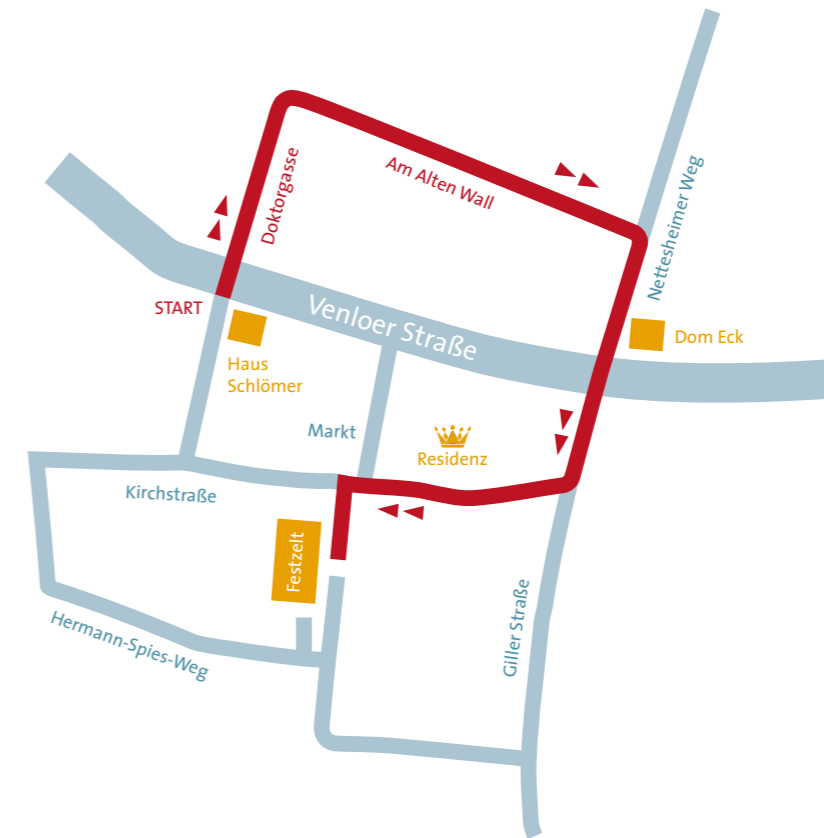 Doktorgasse
Am Alten Wall
Nettesheimer Weg
START
Venloer Straße
Haus
Schlömer
Dom Eck
Markt
Residenz
Kirchstraße
Festzelt
Hermann-Spies-Weg
Giller Straße